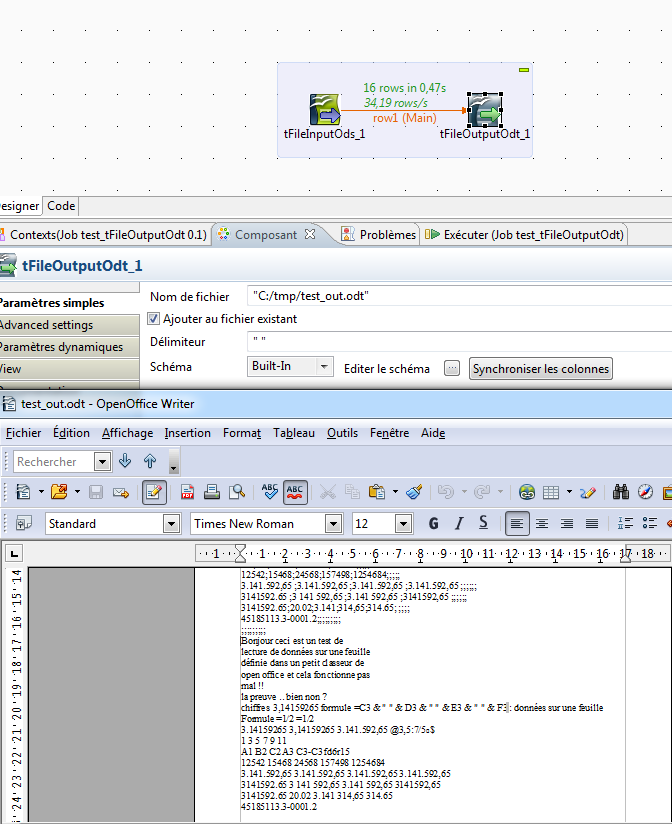 16 rows in 0,47s
34,19 rows/s
row1 (Main)
tFileInputOds_1
tFileOutputOdt_1
esigner Code
Contexts(Job test_tFileOutputOdt 0.1) Composant Problèmes Exécuter (Job test_tFileOutputOdt)
tFileOutputOdt_1
Paramètres simples
Advanced settings
Paramètres dynamiques
View
Nom de fichier "C:/tmp/test_out.odt"
Ajouter au fichier existant
Délimiteur " "
Schéma Built-In Editer le schéma ... Synchroniser les colonnes
test_out.odt - OpenOffice Writer
Fichier Édition Affichage Insertion Format Tableau Outils Fenêtre Aide
Rechercher
Standard Times New Roman 12 G I S
1 1 2 3 4 5 6 7 8 9 10 11 12 13 14 15 16 17 18
14 15 16 17 18 19 20 21 22 23 24
12542;15468;24568;157498;1254684;;;;;
3.141.592,65 ;3.141.592,65 ;3.141.592,65 ;3.141.592,65 ;;;;;;
3141592.65 ;3 141 592,65 ;3.141 592,65 ;3141592,65 ;;;;;;
3141592.65;20.02;3.141;314,65;314.65; ;;;;
45185113.3-0001.2;;;;;;;;;
;;;;;;;;;
Bonjour ceci est un test de
lecture de données sur une feuille
définie dans un petit classeur de
open office et cela fonctionne pas
mal !!
la preuve .. bien non ?
chiffres 3,14159265 formule =C3 & " " & D3 & " " & E3 & " " & F3 : données sur une feuille
Formule =1/2 =1/2
3.14159265 3,14159265 3.141.592,65 @3,5:7/5e$
1 3 5 7 9 11
A1 B2 C2 A3 C3-C3 fd6r15
12542 15468 24568 157498 1254684
3.141.592,65 3.141.592,65 3.141.592,65 3.141.592,65
3141592.65 3 141 592,65 3.141 592,65 3141592,65
3141592.65 20.02 3.141 314,65 314.65
45185113.3-0001.2